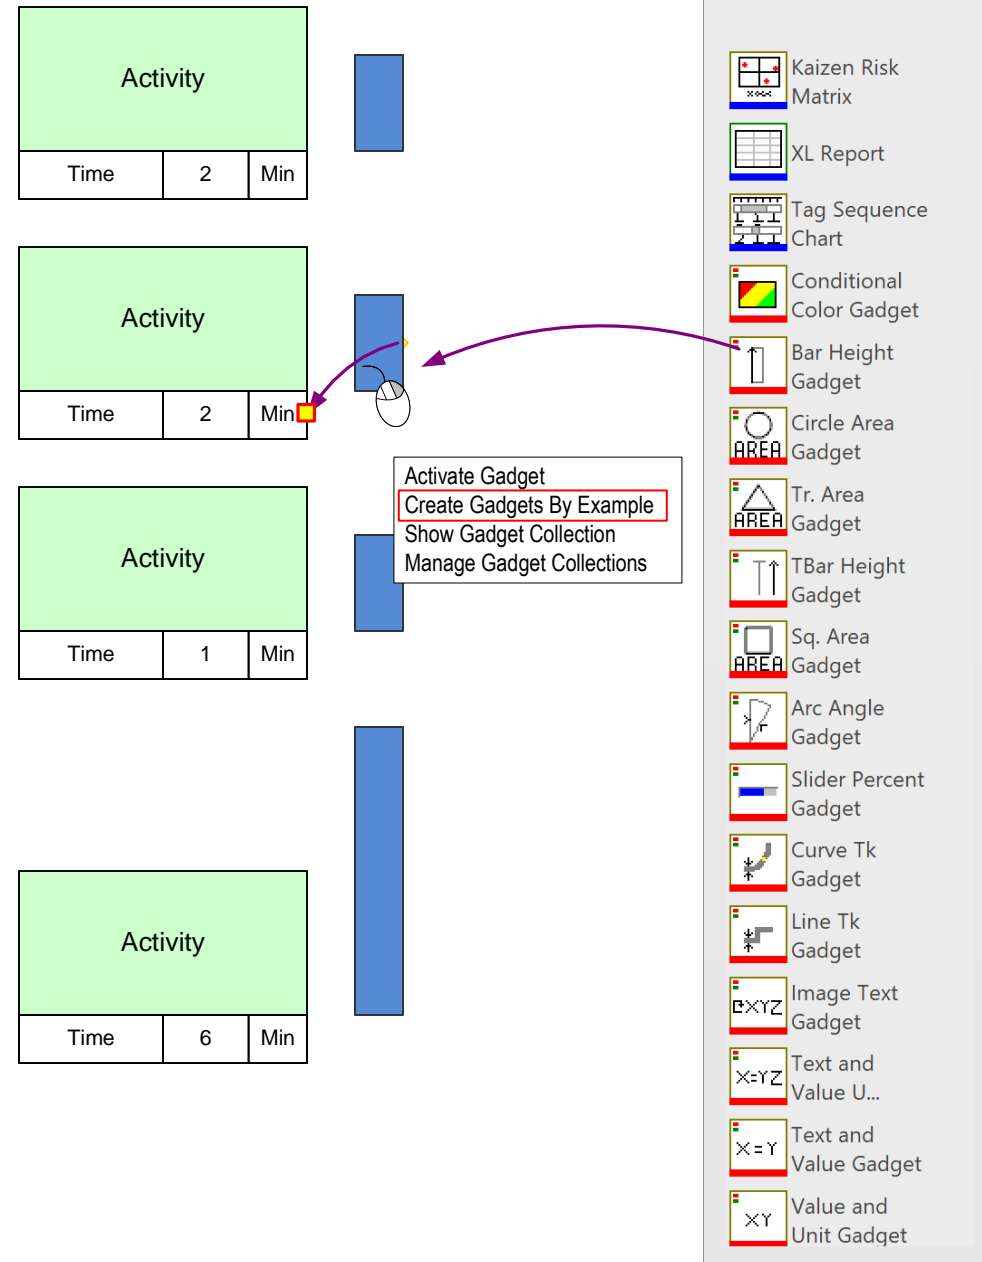 Activity
Time 2 Min
Activity
Time 2 Min
Activate Gadget
Create Gadgets By Example
Show Gadget Collection
Manage Gadget Collections
Activity
Time 1 Min
Activity
Time 6 Min
Kaizen Risk
Matrix
XL Report
Tag Sequence
Chart
Conditional
Color Gadget
Bar Height
Gadget
AREA
Circle Area
Gadget
AREA
Tr. Area
Gadget
TBar Height
Gadget
AREA
Sq. Area
Gadget
Arc Angle
Gadget
Slider Percent
Gadget
Curve Tk
Gadget
Line Tk
Gadget
XYZ
Image Text
Gadget
X=YZ
Text and
Value U...
X=Y
Text and
Value Gadget
XY
Value and
Unit Gadget